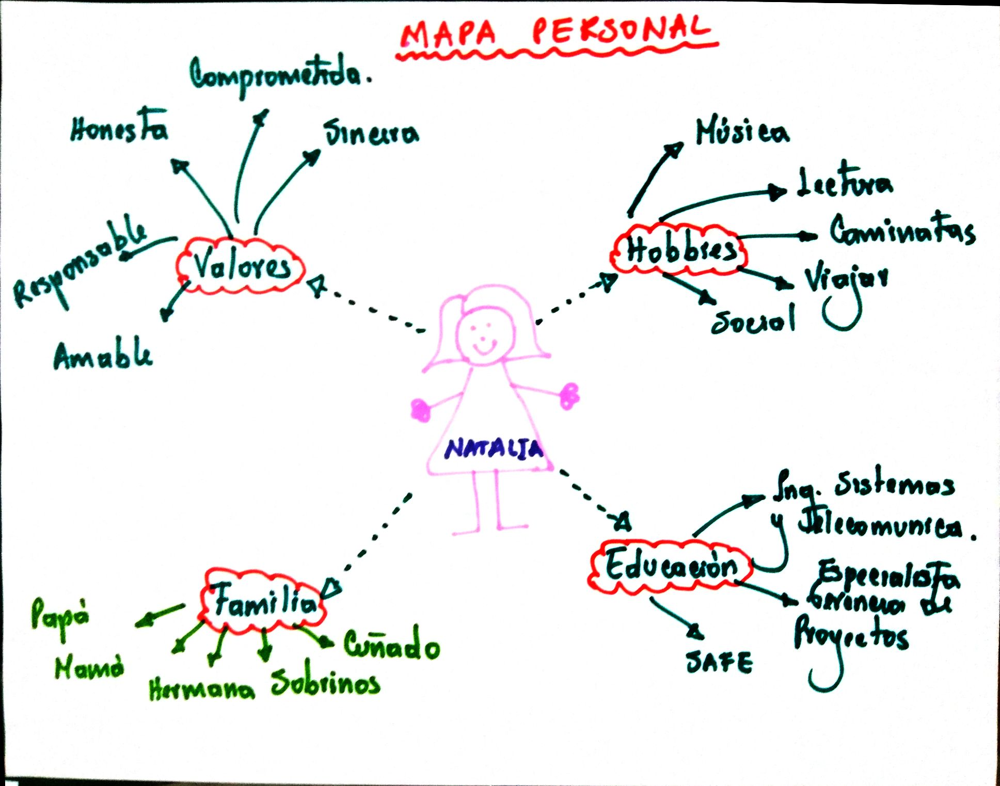 MAPA PERSONAL
Comprometida.
Honesta
Sincera
Responsable
Valores
Amable
Música
Lectura
Caminatas
Hobbies
Viajar
Social
NATALIA
Ing. Sistemas
y Telecomunica.
Educación
Especialista
Gerencia de
Proyectos
SAFE
Familia
Papá
Mamá
Hermana
Sobrinos
Cuñado